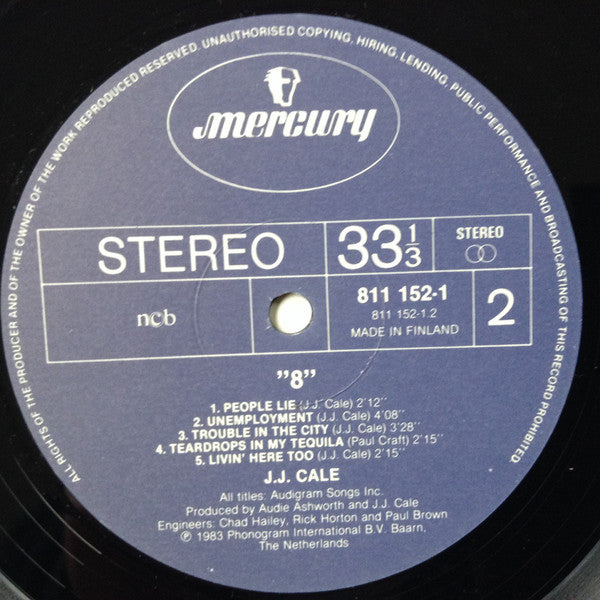 ALL RIGHTS OF THE PRODUCER AND OF THE OWNER OF THE WORK REPRODUCED RESERVED. UNAUTHORISED COPYING, HIRING, LENDING, PUBLIC PERFORMANCE AND BROADCASTING OF THIS RECORD PROHIBITED.
mercury
STEREO
33 1/3
STEREO
ncb
811 152-1
811 152-1.2
MADE IN FINLAND
2
"8"
1. PEOPLE LIE (J.J. Cale) 2'12''
2. UNEMPLOYMENT (J.J. Cale) 4'08''
3. TROUBLE IN THE CITY (J.J. Cale) 3'28''
4. TEARDROPS IN MY TEQUILA (Paul Craft) 2'15''
5. LIVIN' HERE TOO (J.J. Cale) 2'15''
J.J. CALE
All titles: Audigram Songs Inc.
Produced by Audie Ashworth and J.J. Cale
Engineers: Chad Hailey, Rick Horton and Paul Brown
℗ 1983 Phonogram International B.V. Baarn,
The Netherlands